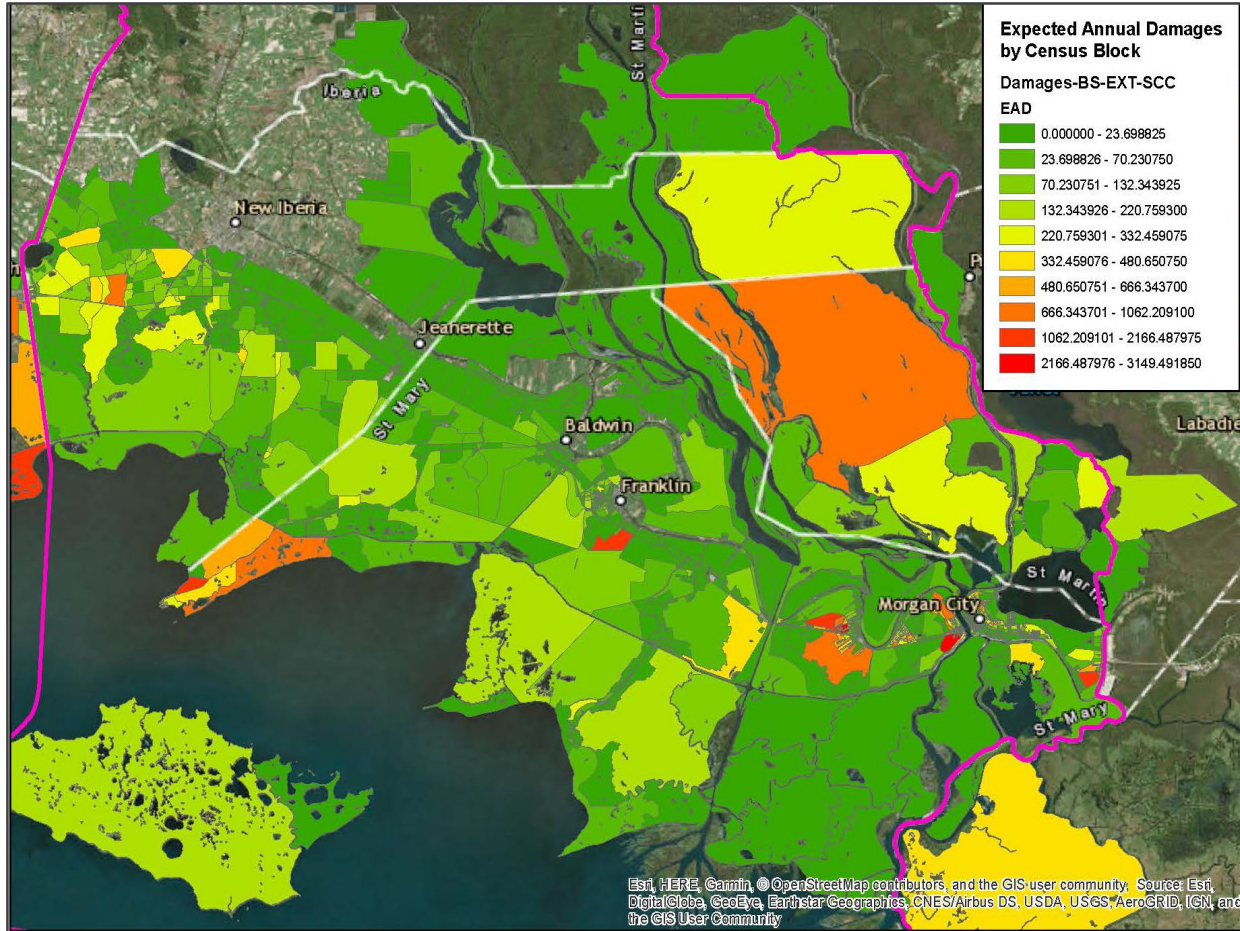 Expected Annual Damages
by Census Block
Damages-BS-EXT-SCC
EAD
0.000000 - 23.698825
23.698826 - 70.230750
70.230751 - 132.343925
132.343926 - 220.759300
220.759301 - 332.459075
332.459076 - 480.650750
480.650751 - 666.343700
666.343701 - 1062.209100
1062.209101 - 2166.487975
2166.487976 - 3149.491850
St Martin
Iberia
New Iberia
Jeanerette
St Mary
Baldwin
Franklin
Labadie
St Martin
Morgan City
St Mary
Esri, HERE, Garmin, © OpenStreetMap contributors, and the GIS user community, Source: Esri,
DigitalGlobe, GeoEye, Earthstar Geographics, CNES/Airbus DS, USDA, USGS, AeroGRID, IGN, and
the GIS User Community